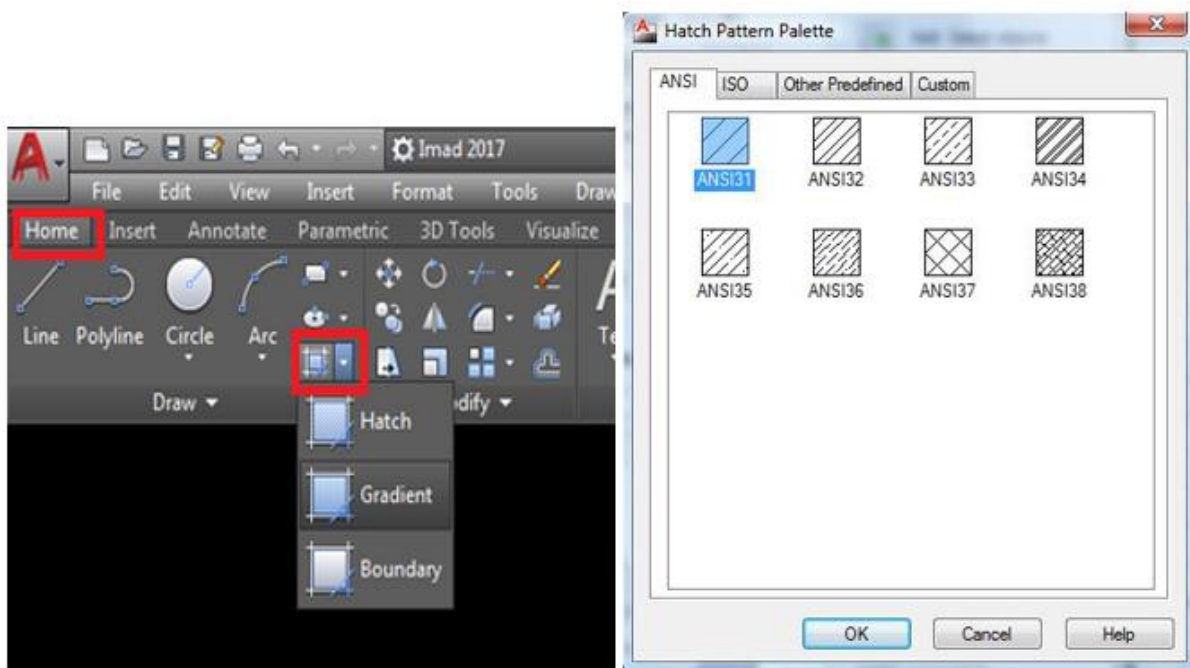 Imad 2017
File Edit View Insert Format Tools Draw
Home Insert Annotate Parametric 3D Tools Visualize
Line Polyline Circle Arc
Draw
Hatch
Gradient
Boundary
Hatch Pattern Palette
ANSI ISO Other Predefined Custom
ANSI31 ANSI32 ANSI33 ANSI34
ANSI35 ANSI36 ANSI37 ANSI38
OK Cancel Help